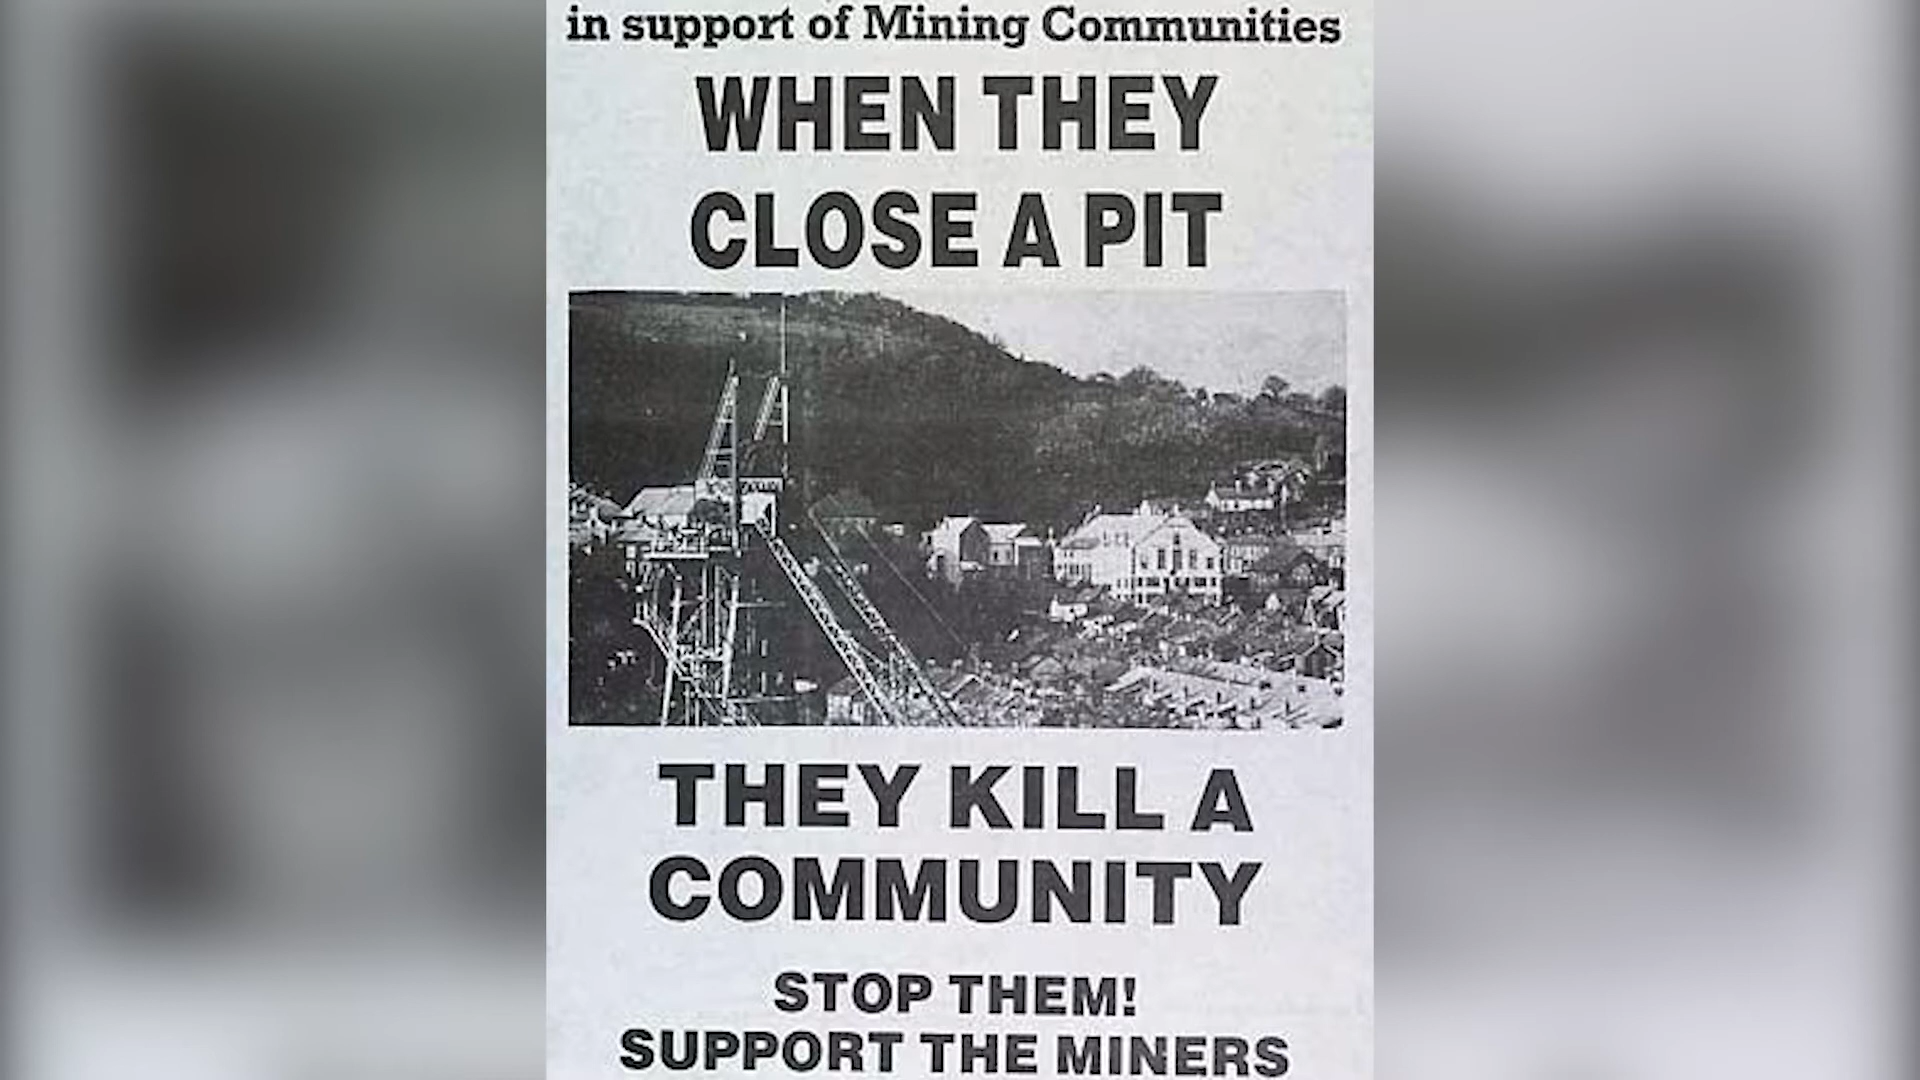 in support of Mining Communities
WHEN THEY
CLOSE A PIT
THEY KILL A
COMMUNITY
STOP THEM!
SUPPORT THE MINERS